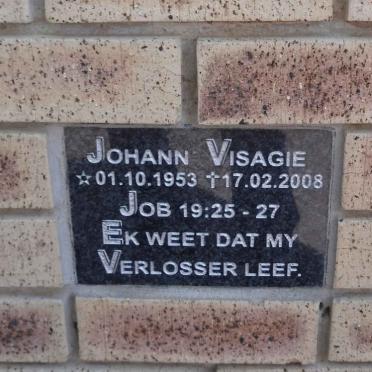 Johann Visagie
☆01.10.1953 †17.02.2008
Job 19:25 - 27
Ek weet dat my
Verlosser leef.